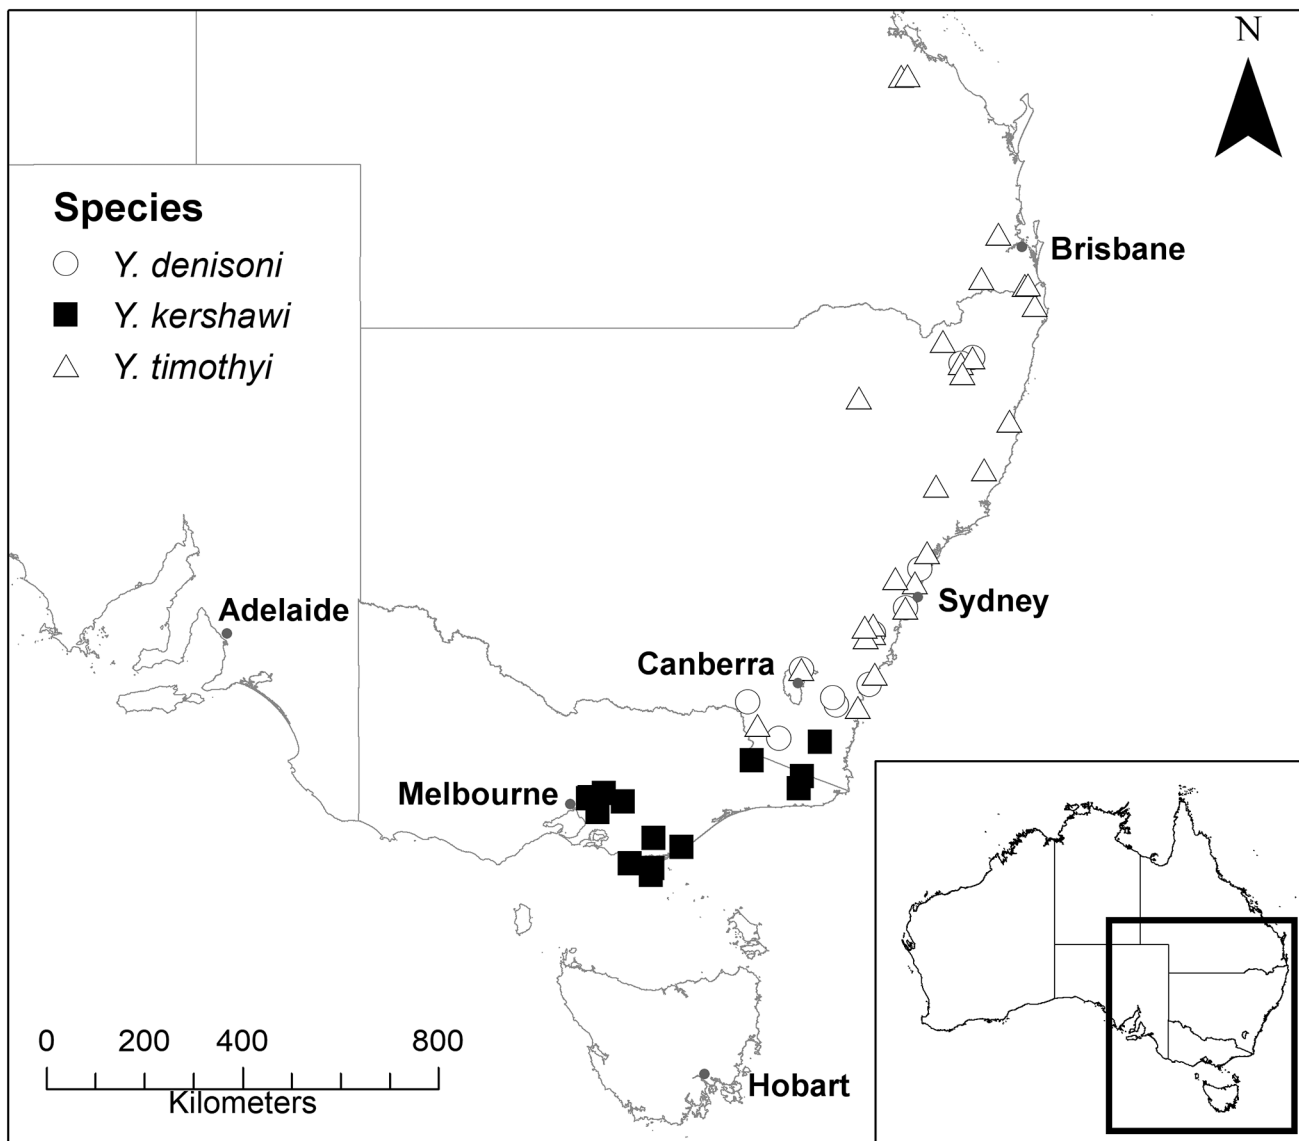 N
Species
Y. denisoni
Y. kershawi
Y. timothyi
Brisbane
Adelaide
Sydney
Canberra
Melbourne
Hobart
0 200 400 800
Kilometers